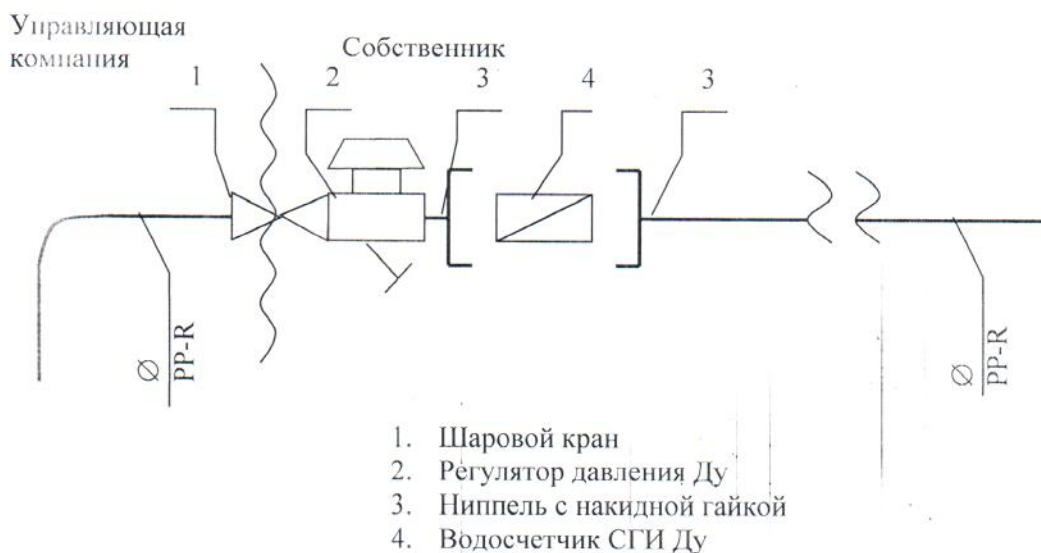 Управляющая
компания
Собственник
1
2
3
4
3
Ø
PP-R
Ø
PP-R
1. Шаровой кран
2. Регулятор давления Ду
3. Ниппель с накидной гайкой
4. Водосчетчик СГИ Ду